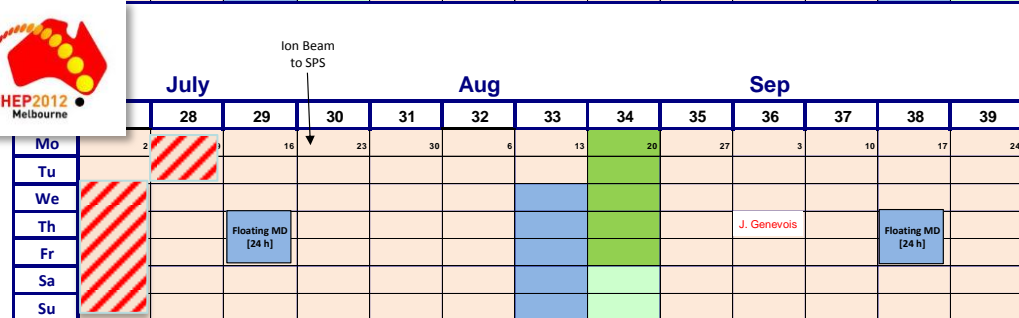 Ion Beam
to SPS
HEP2012
Melbourne
July Aug Sep
28 29 30 31 32 33 34 35 36 37 38 39
Mo 2 16 23 30 6 13 20 27 3 10 17 24
Tu
We
Th Floating MD J. Genevois Floating MD
[24 h] [24 h]
Fr
Sa
Su